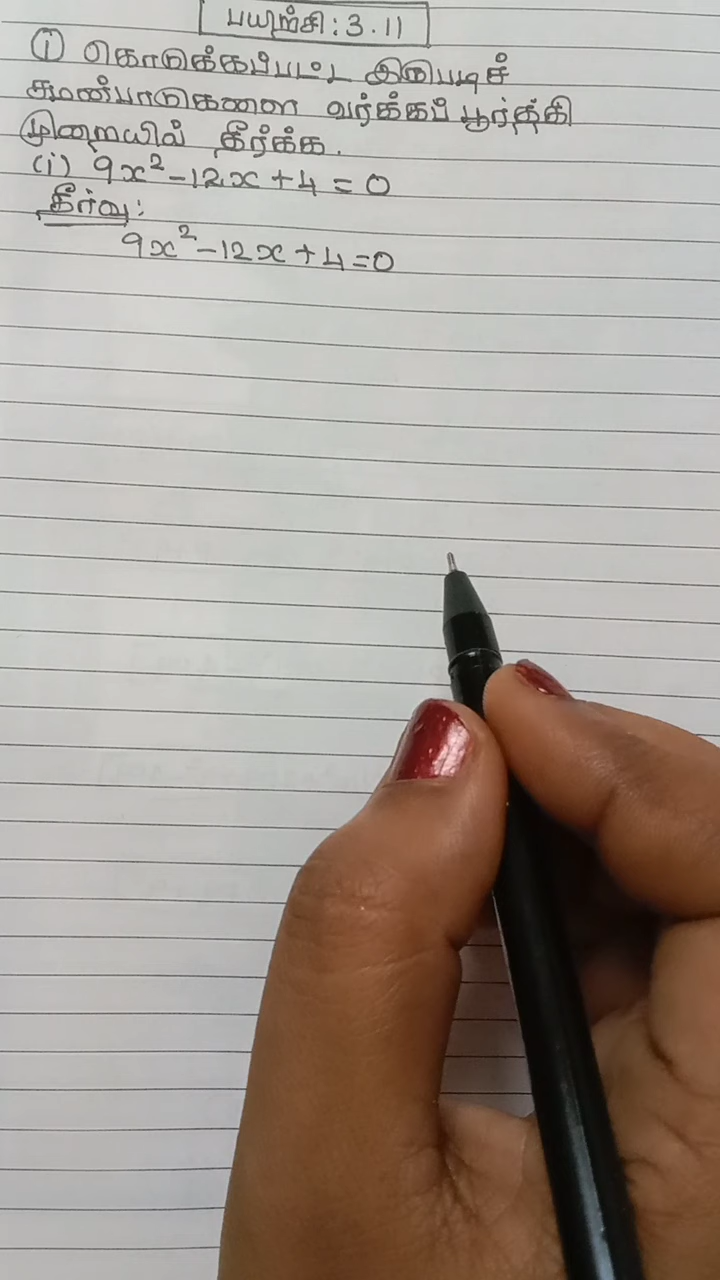 பயிற்சி : 3.11
① கொடுக்கப்பட்ட இருபடிச்
சமன்பாடுகளை வர்க்கப் பூர்த்தி
முறையில் தீர்க்க.
(i) 9x² - 12x + 4 = 0
தீர்வு:
9x² - 12x + 4 = 0